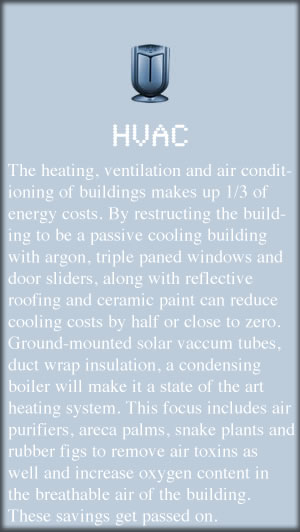 HVAC
The heating, ventilation and air condit-
ioning of buildings makes up 1/3 of
energy costs. By restructing the build-
ing to be a passive cooling building
with argon, triple paned windows and
door sliders, along with reflective
roofing and ceramic paint can reduce
cooling costs by half or close to zero.
Ground-mounted solar vaccum tubes,
duct wrap insulation, a condensing
boiler will make it a state of the art
heating system. This focus includes air
purifiers, areca palms, snake plants and
rubber figs to remove air toxins as
well and increase oxygen content in
the breathable air of the building.
These savings get passed on.